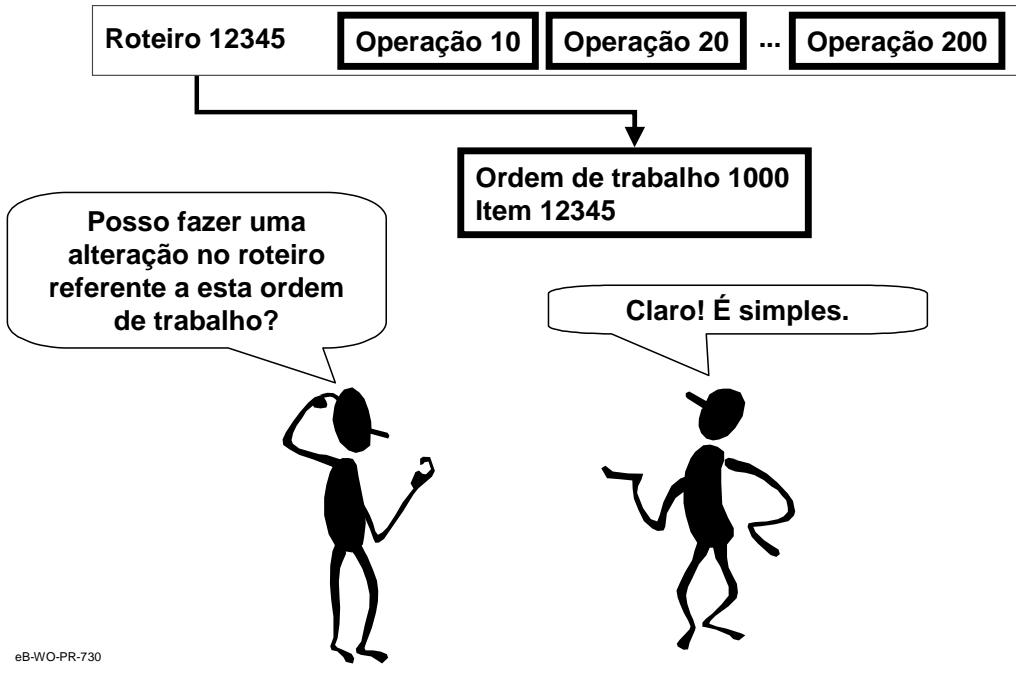 Roteiro 12345 Operação 10 Operação 20 ... Operação 200
Ordem de trabalho 1000
Item 12345
Posso fazer uma
alteração no roteiro
referente a esta ordem
de trabalho?
Claro! É simples.
eB-WO-PR-730